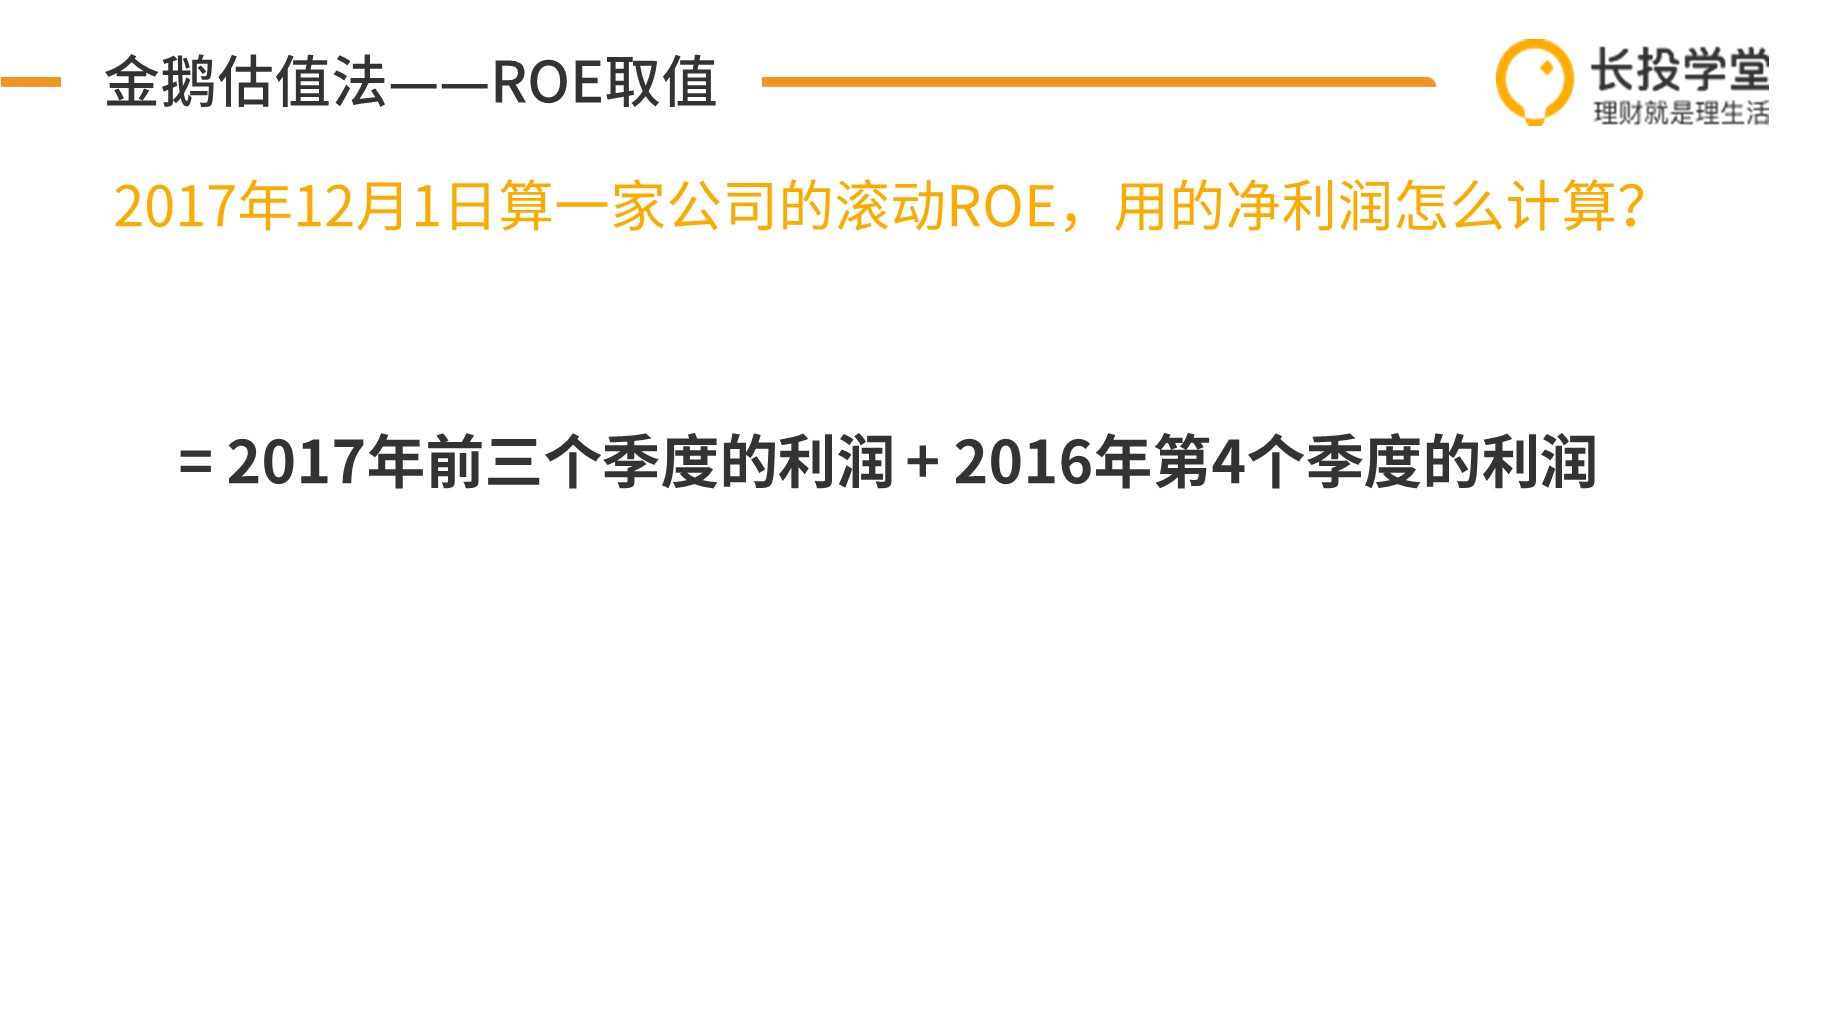 金鹅估值法——ROE取值
长投学堂
理财就是理生活
2017年12月1日算一家公司的滚动ROE，用的净利润怎么计算？
= 2017年前三个季度的利润 + 2016年第4个季度的利润